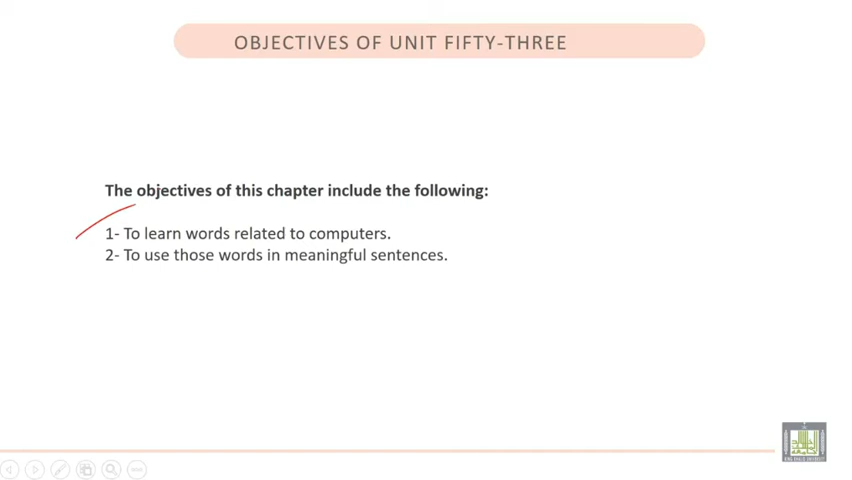 OBJECTIVES OF UNIT FIFTY-THREE
The objectives of this chapter include the following:
1- To learn words related to computers.
2- To use those words in meaningful sentences.